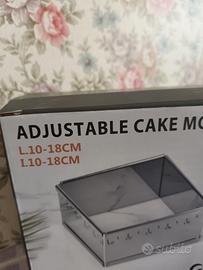 ADJUSTABLE CAKE MO
L.10-18CM
I.10-18CM
subito